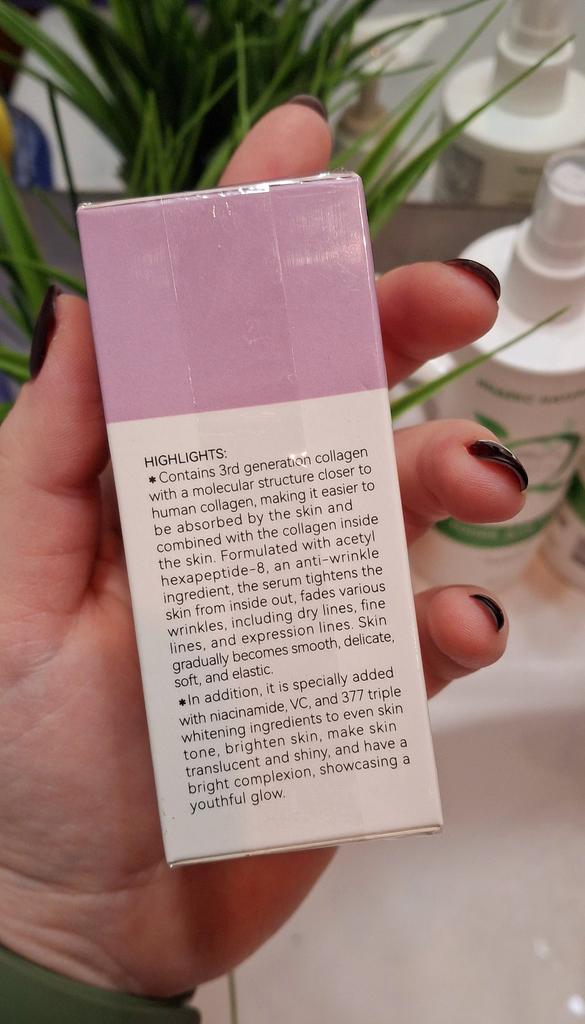 HIGHLIGHTS:
✱Contains 3rd generation collagen
with a molecular structure closer to
human collagen, making it easier to
be absorbed by the skin and
combined with the collagen inside
the skin. Formulated with acetyl
hexapeptide-8, an anti-wrinkle
ingredient, the serum tightens the
skin from inside out, fades various
wrinkles, including dry lines, fine
lines, and expression lines. Skin
gradually becomes smooth, delicate,
soft, and elastic.
✱In addition, it is specially added
with niacinamide, VC, and 377 triple
whitening ingredients to even skin
tone, brighten skin, make skin
translucent and shiny, and have a
bright complexion, showcasing a
youthful glow.